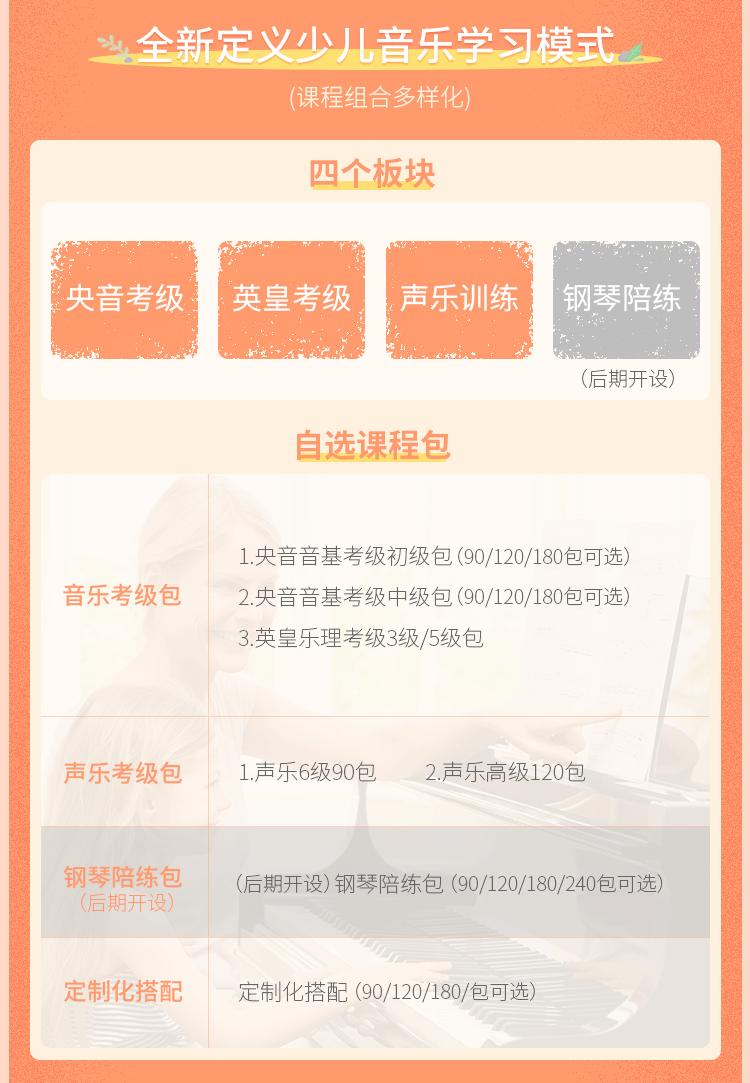 全新定义少儿音乐学习模式
(课程组合多样化)
四个板块
央音考级
英皇考级
声乐训练
钢琴陪练
（后期开设）
自选课程包
音乐考级包
1.央音音基考级初级包（90/120/180包可选）
2.央音音基考级中级包（90/120/180包可选）
3.英皇乐理考级3级/5级包
声乐考级包
1.声乐6级90包 2.声乐高级120包
钢琴陪练包
（后期开设）
（后期开设）钢琴陪练包（90/120/180/240包可选）
定制化搭配
定制化搭配（90/120/180/包可选）